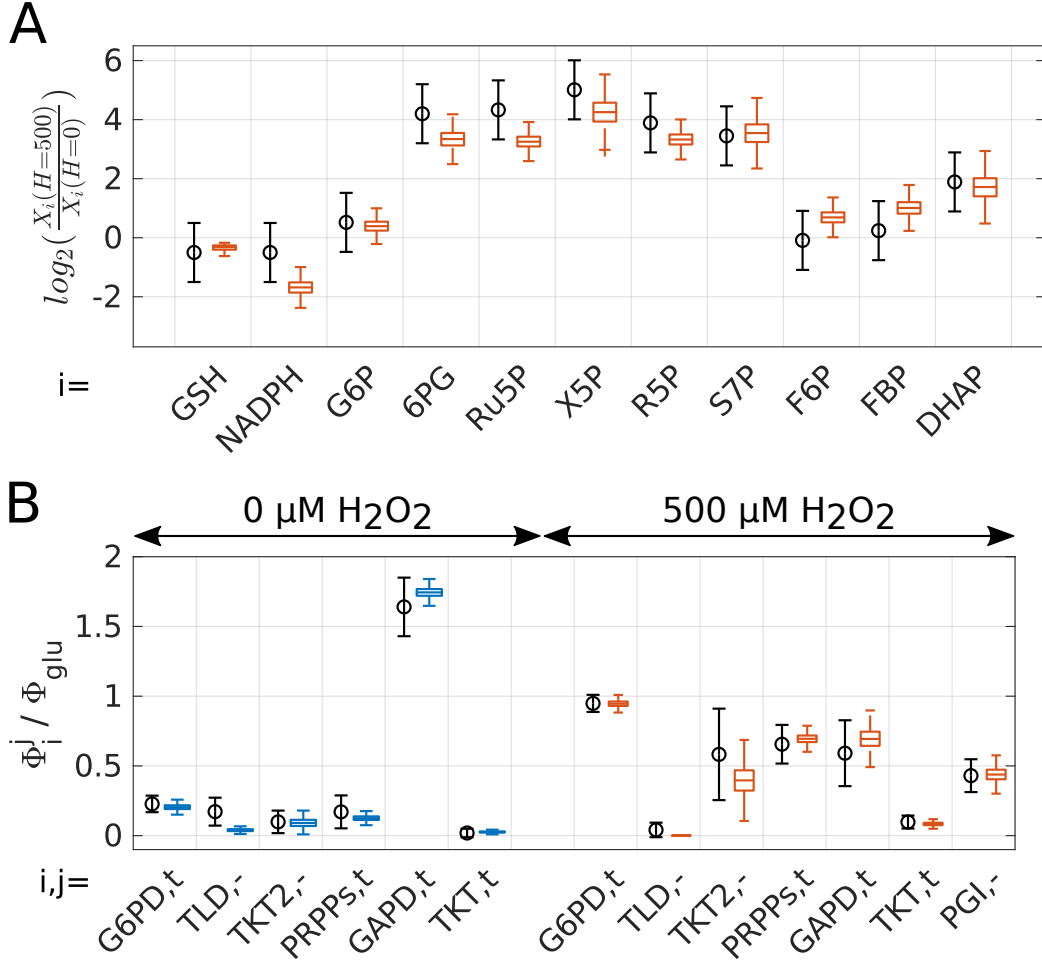 A
log2(Xi(H=500)/Xi(H=0))
6
4
2
0
-2
i=
GSH NADPH G6P 6PG Ru5P X5P R5P S7P F6P FBP DHAP
B
0 µM H2O2 500 µM H2O2
Φi^j / Φglu
2
1.5
1
0.5
0
i,j=
G6PD,t TLD,- TKT2,- PRPPs,t GAPD,t TKT,t G6PD,t TLD,- TKT2,- PRPPs,t GAPD,t TKT,t PGI,-